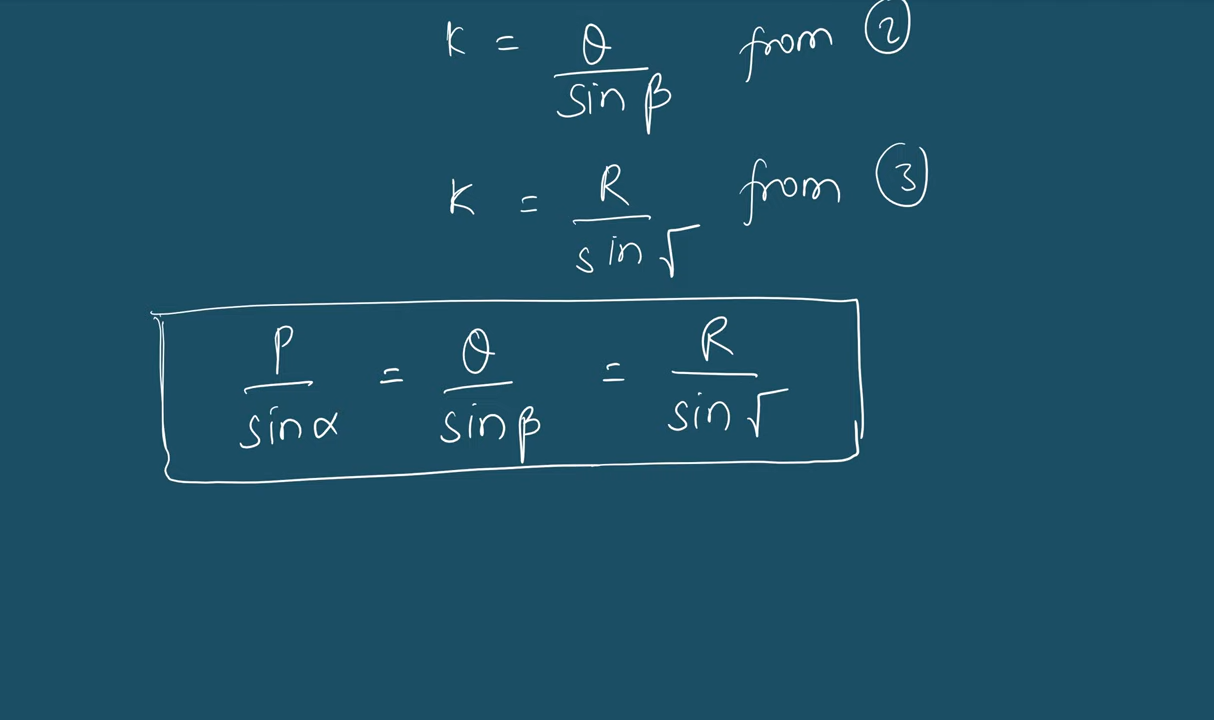 K = Q / sin β from ②
K = R / sin √ from ③
P / sin α = Q / sin β = R / sin √